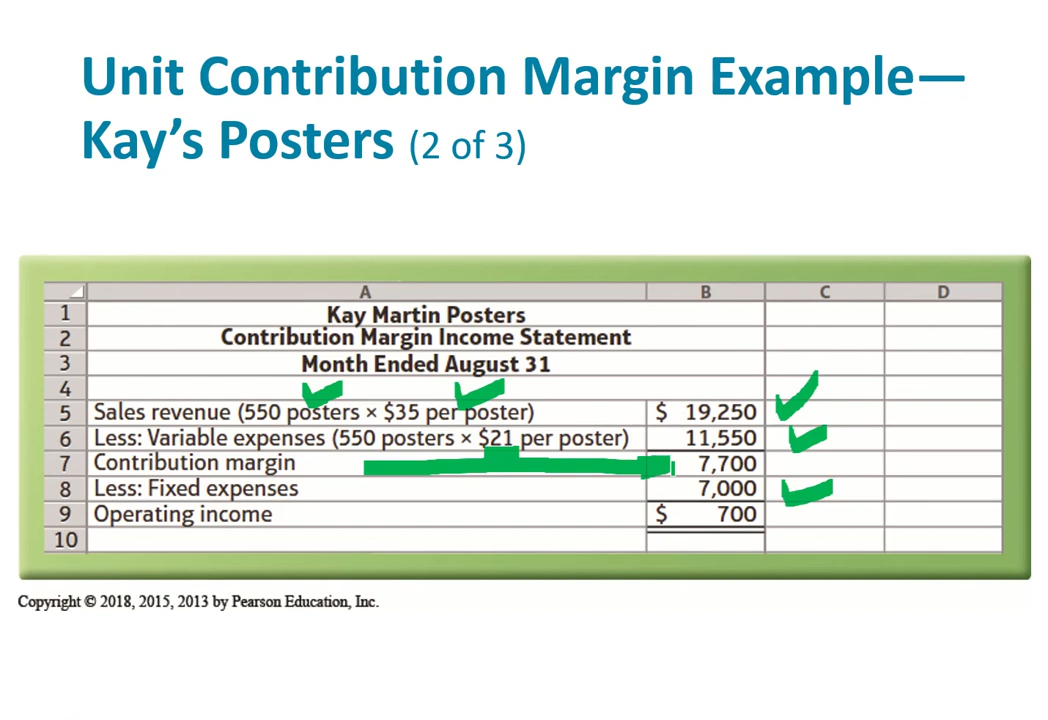 Unit Contribution Margin Example—
Kay's Posters (2 of 3)
A B C D
1 Kay Martin Posters
2 Contribution Margin Income Statement
3 Month Ended August 31
4
5 Sales revenue (550 posters × $35 per poster) $ 19,250
6 Less: Variable expenses (550 posters × $21 per poster) 11,550
7 Contribution margin 7,700
8 Less: Fixed expenses 7,000
9 Operating income $ 700
10
Copyright © 2018, 2015, 2013 by Pearson Education, Inc.